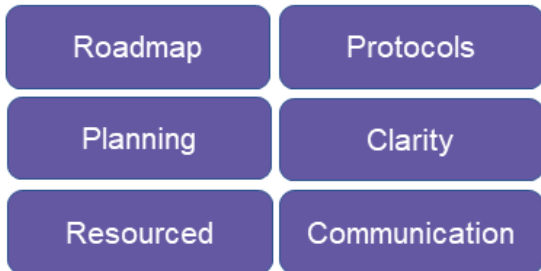 Roadmap
Protocols
Planning
Clarity
Resourced
Communication